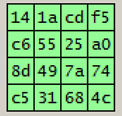 14 1a cd f5
c6 55 25 a0
8d 49 7a 74
c5 31 68 4c